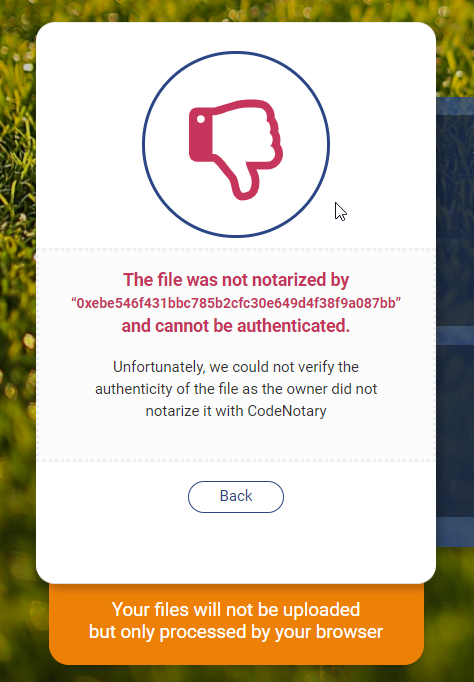 The file was not notarized by
“0xebe546f431bbc785b2cfc30e649d4f38f9a087bb”
and cannot be authenticated.
Unfortunately, we could not verify the
authenticity of the file as the owner did not
notarize it with CodeNotary
Back
Your files will not be uploaded
but only processed by your browser